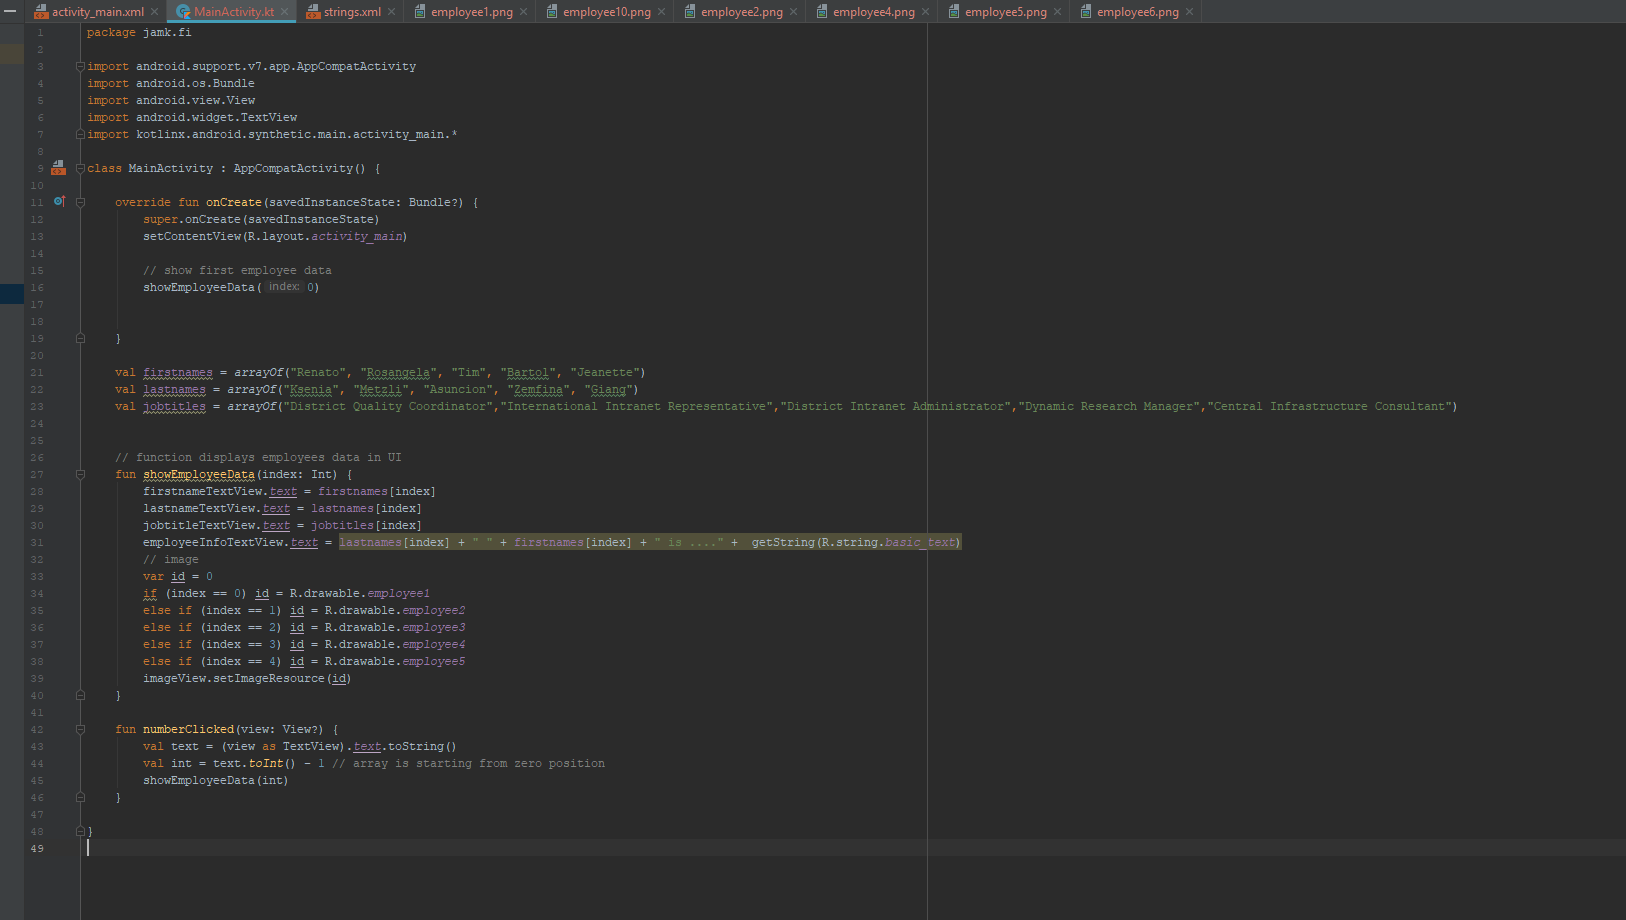 activity_main.xml MainActivity.kt strings.xml employee1.png employee10.png employee2.png employee4.png employee5.png employee6.png
1 package jamk.fi
2
3 import android.support.v7.app.AppCompatActivity
4 import android.os.Bundle
5 import android.view.View
6 import android.widget.TextView
7 import kotlinx.android.synthetic.main.activity_main.*
8
9 class MainActivity : AppCompatActivity() {
10
11     override fun onCreate(savedInstanceState: Bundle?) {
12         super.onCreate(savedInstanceState)
13         setContentView(R.layout.activity_main)
14
15         // show first employee data
16         showEmployeeData( index: 0)
17
18
19     }
20
21     val firstnames = arrayOf("Renato", "Rosangela", "Tim", "Bartol", "Jeanette")
22     val lastnames = arrayOf("Ksenia", "Metzli", "Asuncion", "Zemfina", "Giang")
23     val jobtitles = arrayOf("District Quality Coordinator","International Intranet Representative","District Intranet Administrator","Dynamic Research Manager","Central Infrastructure Consultant")
24
25
26     // function displays employees data in UI
27     fun showEmployeeData(index: Int) {
28         firstnameTextView.text = firstnames[index]
29         lastnameTextView.text = lastnames[index]
30         jobtitleTextView.text = jobtitles[index]
31         employeeInfoTextView.text = lastnames[index] + " " + firstnames[index] + " is ...." +  getString(R.string.basic_text)
32         // image
33         var id = 0
34         if (index == 0) id = R.drawable.employee1
35         else if (index == 1) id = R.drawable.employee2
36         else if (index == 2) id = R.drawable.employee3
37         else if (index == 3) id = R.drawable.employee4
38         else if (index == 4) id = R.drawable.employee5
39         imageView.setImageResource(id)
40     }
41
42     fun numberClicked(view: View?) {
43         val text = (view as TextView).text.toString()
44         val int = text.toInt() - 1 // array is starting from zero position
45         showEmployeeData(int)
46     }
47
48 }
49